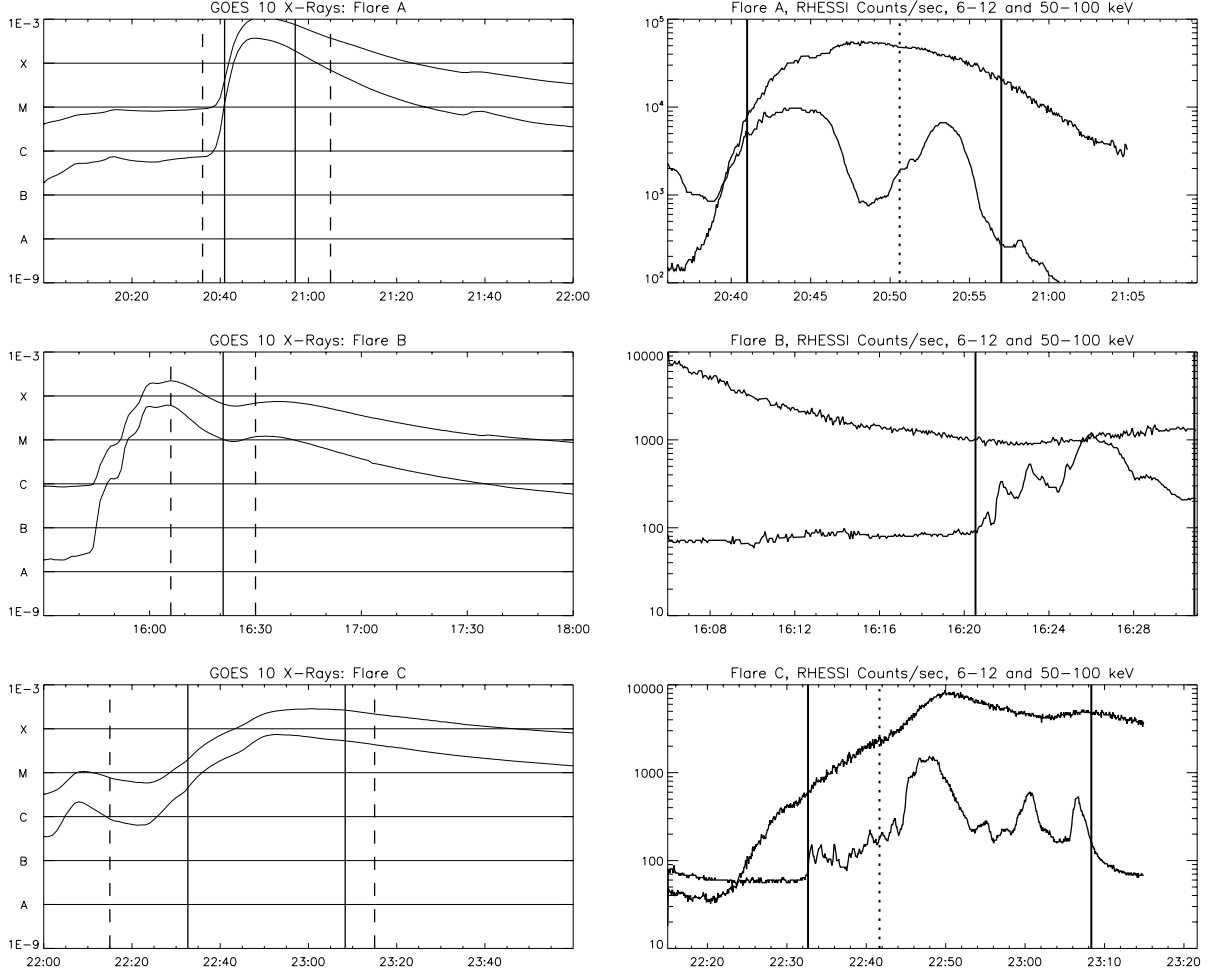 GOES 10 X-Rays: Flare A
1E-3
X
M
C
B
A
1E-9
20:20 20:40 21:00 21:20 21:40 22:00
Flare A, RHESSI Counts/sec, 6-12 and 50-100 keV
10^5
10^4
10^3
10^2
20:40 20:45 20:50 20:55 21:00 21:05
GOES 10 X-Rays: Flare B
1E-3
X
M
C
B
A
1E-9
16:00 16:30 17:00 17:30 18:00
Flare B, RHESSI Counts/sec, 6-12 and 50-100 keV
10000
1000
100
10
16:08 16:12 16:16 16:20 16:24 16:28
GOES 10 X-Rays: Flare C
1E-3
X
M
C
B
A
1E-9
22:00 22:20 22:40 23:00 23:20 23:40
Flare C, RHESSI Counts/sec, 6-12 and 50-100 keV
10000
1000
100
10
22:20 22:30 22:40 22:50 23:00 23:10 23:20